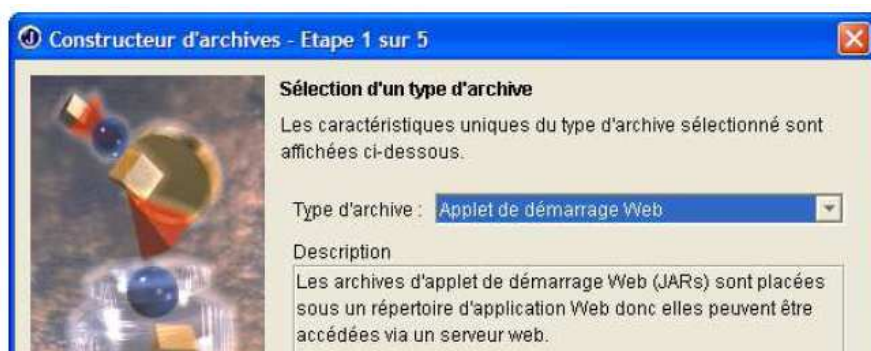 Constructeur d'archives - Etape 1 sur 5
Sélection d'un type d'archive
Les caractéristiques uniques du type d'archive sélectionné sont
affichées ci-dessous.
Type d'archive : Applet de démarrage Web
Description
Les archives d'applet de démarrage Web (JARs) sont placées
sous un répertoire d'application Web donc elles peuvent être
accédées via un serveur web.